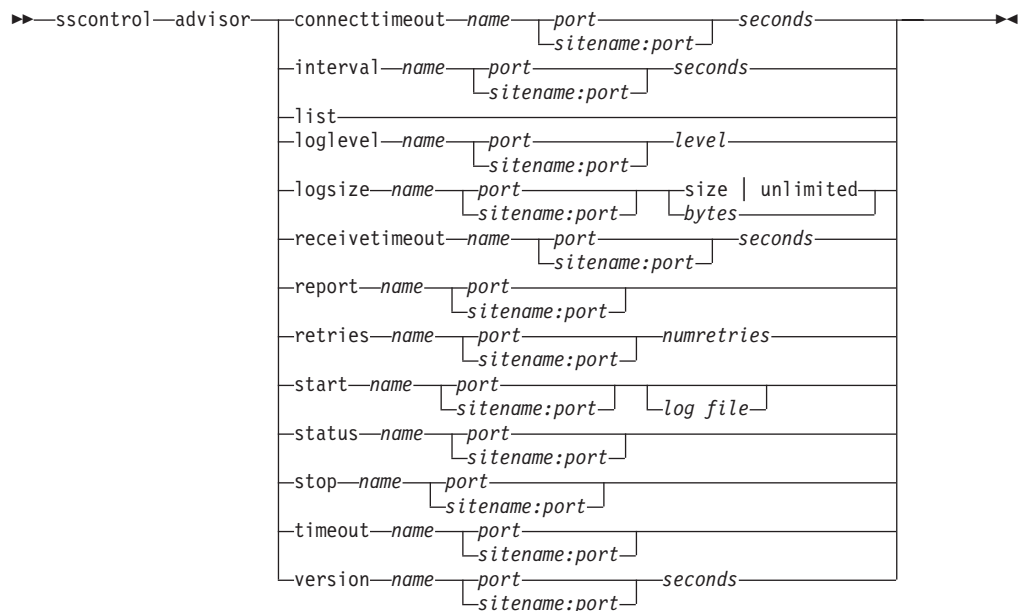 sscontrol advisor connecttimeout name port seconds
sitename:port
interval name port seconds
sitename:port
list
loglevel name port level
sitename:port
logsize name port size | unlimited
sitename:port bytes
receivetimeout name port seconds
sitename:port
report name port
sitename:port
retries name port numretries
sitename:port
start name port
sitename:port log file
status name port
sitename:port
stop name port
sitename:port
timeout name port
sitename:port
version name port seconds
sitename:port